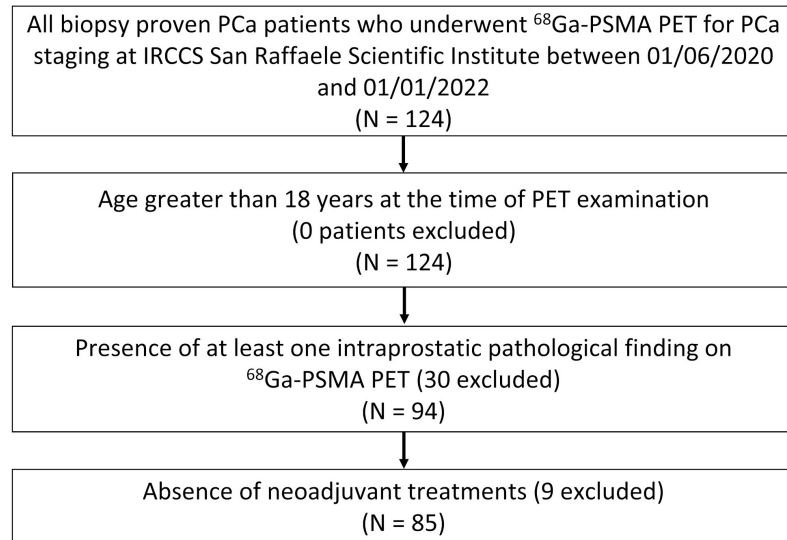 All biopsy proven PCa patients who underwent ⁶⁸Ga-PSMA PET for PCa
staging at IRCCS San Raffaele Scientific Institute between 01/06/2020
and 01/01/2022
(N = 124)
Age greater than 18 years at the time of PET examination
(0 patients excluded)
(N = 124)
Presence of at least one intraprostatic pathological finding on
⁶⁸Ga-PSMA PET (30 excluded)
(N = 94)
Absence of neoadjuvant treatments (9 excluded)
(N = 85)